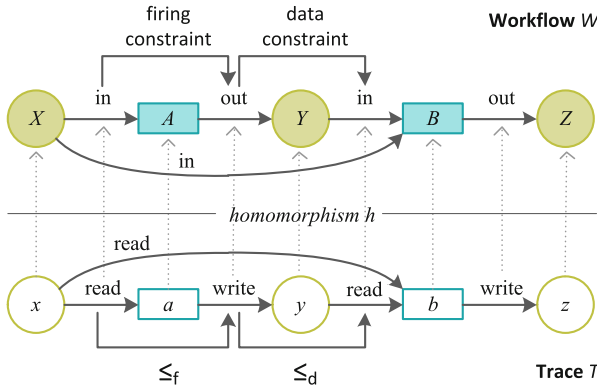 firing
constraint
data
constraint
Workflow W
in
out
in
out
X
A
Y
B
Z
in
homomorphism h
read
read
write
read
write
x
a
y
b
z
≤f
≤d
Trace T